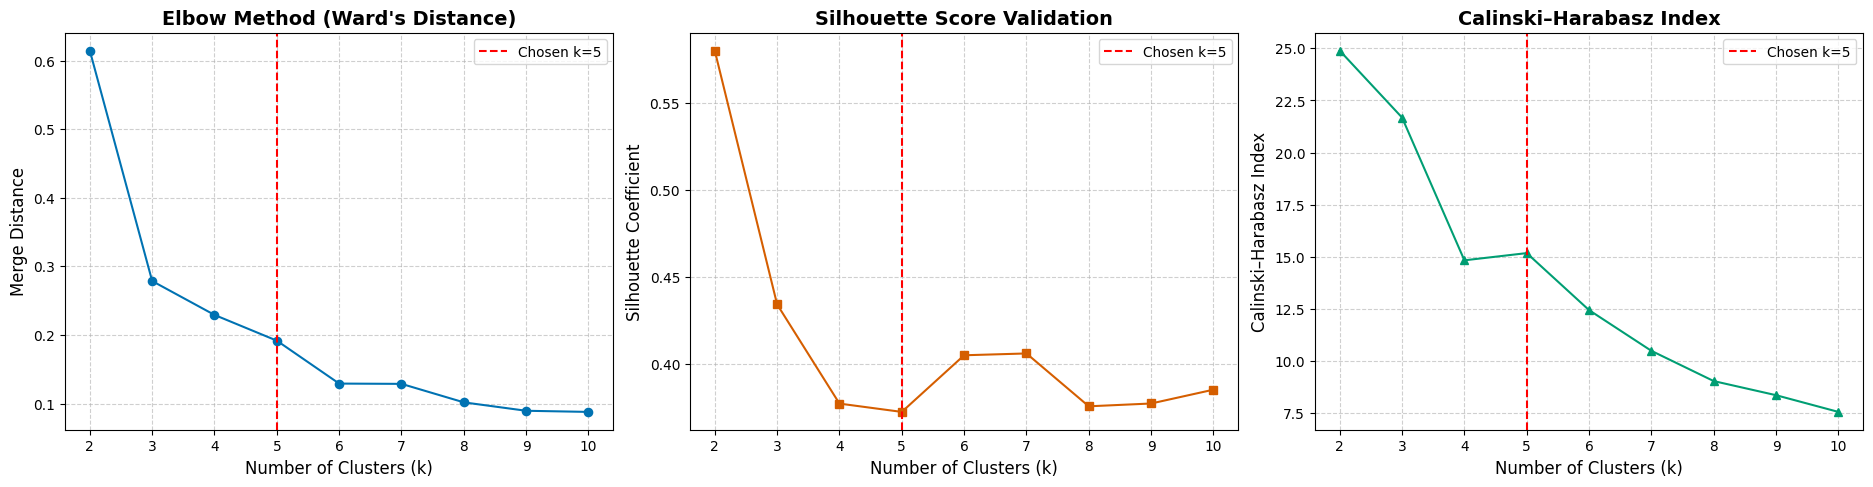 Elbow Method (Ward's Distance)
Merge Distance
0.6
0.5
0.4
0.3
0.2
0.1
Chosen k=5
2 3 4 5 6 7 8 9 10
Number of Clusters (k)
Silhouette Score Validation
Silhouette Coefficient
0.55
0.50
0.45
0.40
Chosen k=5
2 3 4 5 6 7 8 9 10
Number of Clusters (k)
Calinski–Harabasz Index
Calinski–Harabasz Index
25.0
22.5
20.0
17.5
15.0
12.5
10.0
7.5
Chosen k=5
2 3 4 5 6 7 8 9 10
Number of Clusters (k)